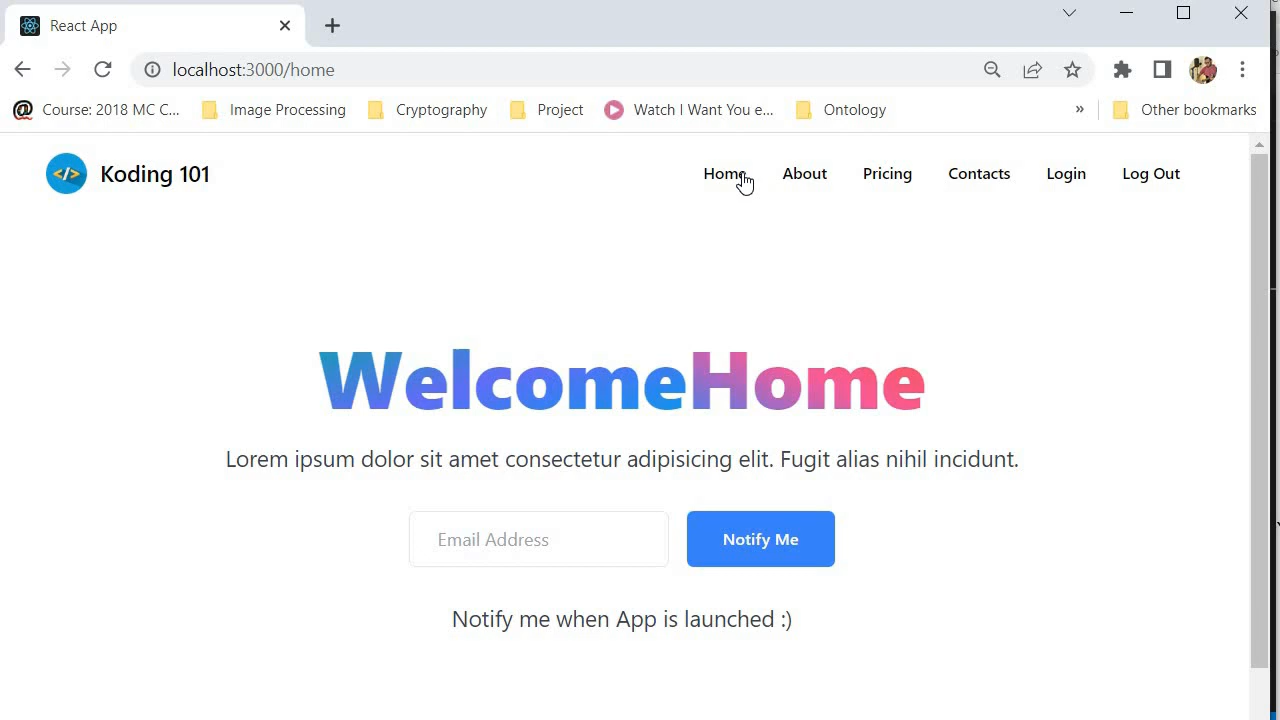 React App
localhost:3000/home
Course: 2018 MC C... Image Processing Cryptography Project Watch I Want You e... Ontology » Other bookmarks
</> Koding 101 Home About Pricing Contacts Login Log Out
WelcomeHome
Lorem ipsum dolor sit amet consectetur adipisicing elit. Fugit alias nihil incidunt.
Email Address Notify Me
Notify me when App is launched :)